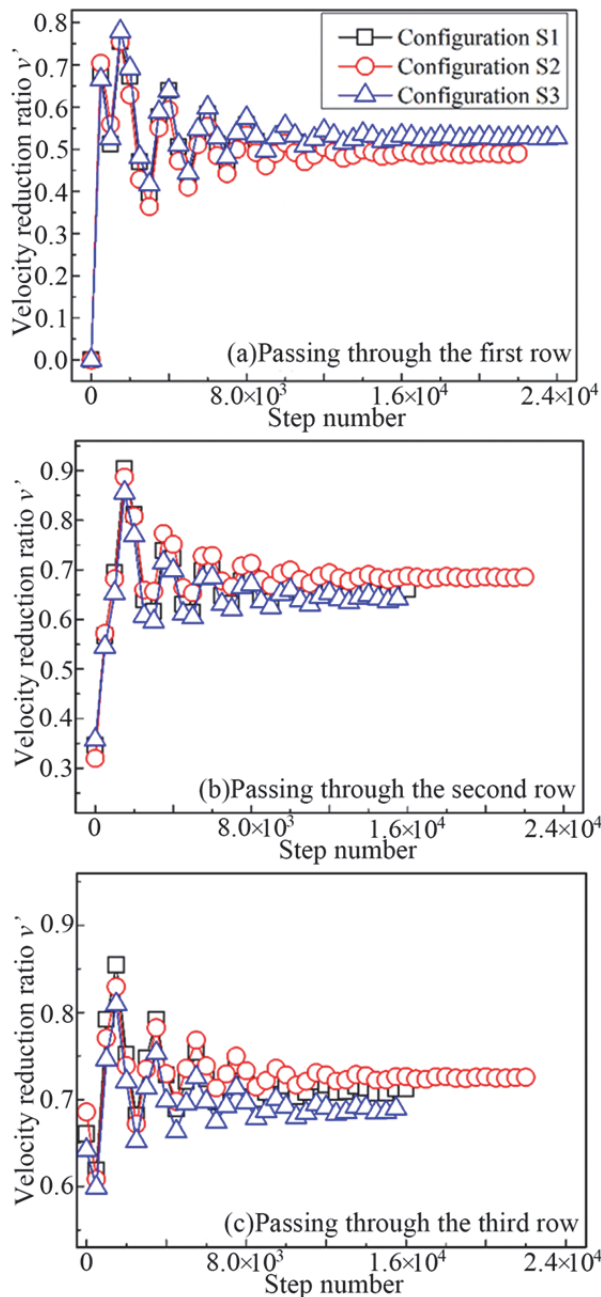 0.8
0.7
0.6
0.5
0.4
0.3
0.2
0.1
0.0
Velocity reduction ratio v’
Configuration S1
Configuration S2
Configuration S3
(a)Passing through the first row
0 8.0×10³ 1.6×10⁴ 2.4×10⁴
Step number
0.9
0.8
0.7
0.6
0.5
0.4
0.3
Velocity reduction ratio v’
(b)Passing through the second row
0 8.0×10³ 1.6×10⁴ 2.4×10⁴
Step number
0.9
0.8
0.7
0.6
Velocity reduction ratio v’
(c)Passing through the third row
0 8.0×10³ 1.6×10⁴ 2.4×10⁴
Step number